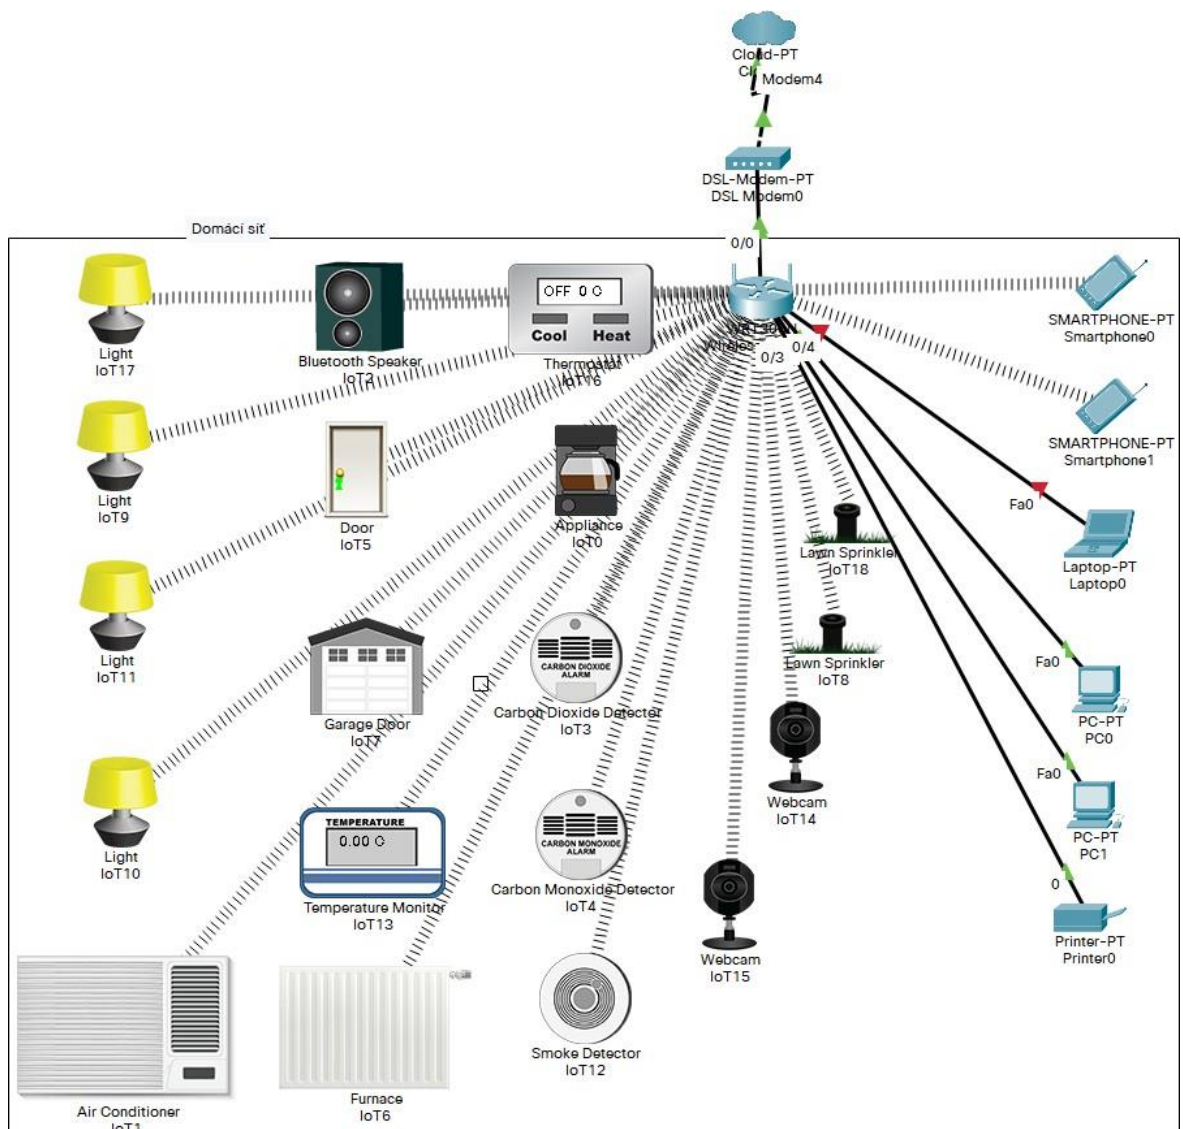 Cloud-PT
Modem4
DSL-Modem-PT
DSL Modem0
Domácí síť
0/0
OFF 0 C
Cool Heat
Light
IoT17
Bluetooth Speaker
IoT2
Thermostat
IoT16
0/3
0/4
SMARTPHONE-PT
Smartphone0
SMARTPHONE-PT
Smartphone1
Light
IoT9
Door
IoT5
Appliance
IoT0
Fa0
Lawn Sprinkler
IoT18
Laptop-PT
Laptop0
Light
IoT11
CARBON DIOXIDE
ALARM
Lawn Sprinkler
IoT8
Fa0
Garage Door
IoT7
Carbon Dioxide Detector
IoT3
PC-PT
PC0
Fa0
Light
IoT10
TEMPERATURE
0.00 C
CARBON MONOXIDE
ALARM
Webcam
IoT14
PC-PT
PC1
Temperature Monitor
IoT13
Carbon Monoxide Detector
IoT4
0
Webcam
IoT15
Printer-PT
Printer0
Smoke Detector
IoT12
Air Conditioner
IoT1
Furnace
IoT6